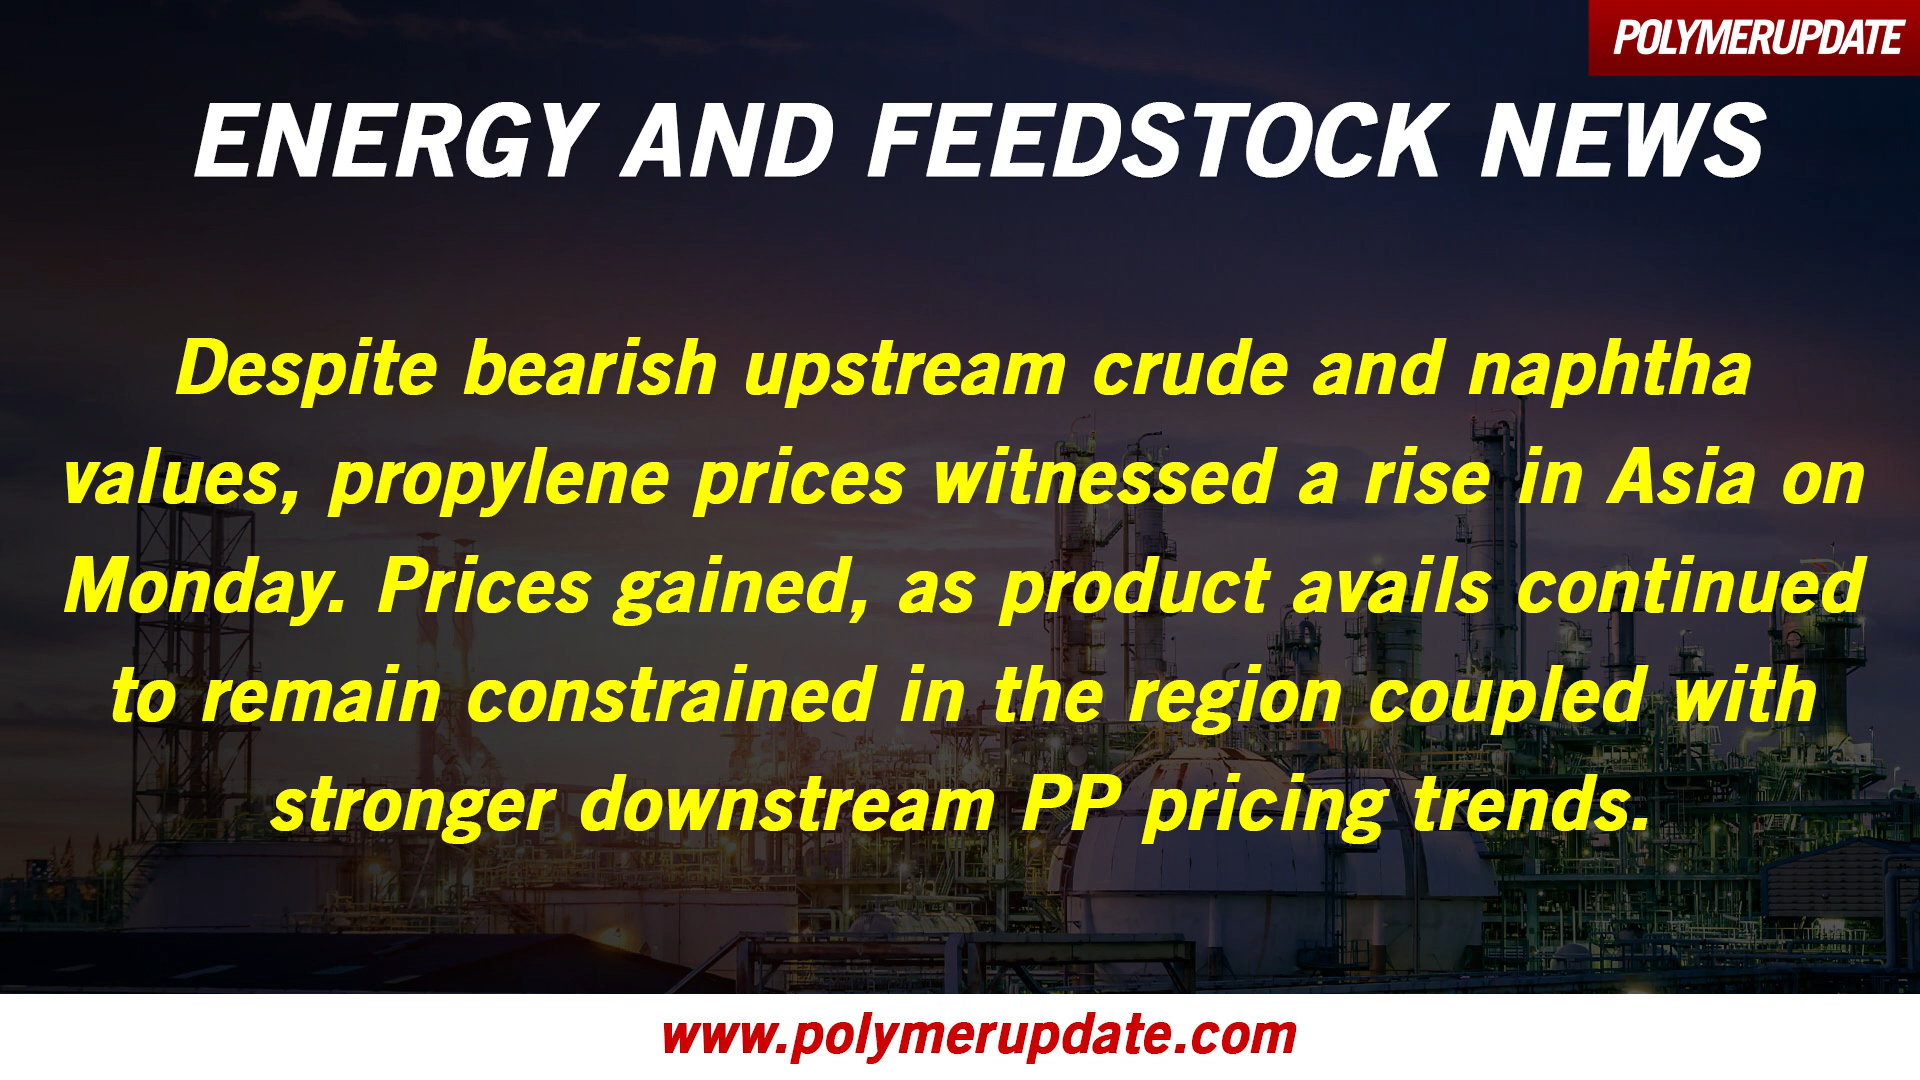 POLYMERUPDATE
ENERGY AND FEEDSTOCK NEWS
Despite bearish upstream crude and naphtha
values, propylene prices witnessed a rise in Asia on
Monday. Prices gained, as product avails continued
to remain constrained in the region coupled with
stronger downstream PP pricing trends.
www.polymerupdate.com